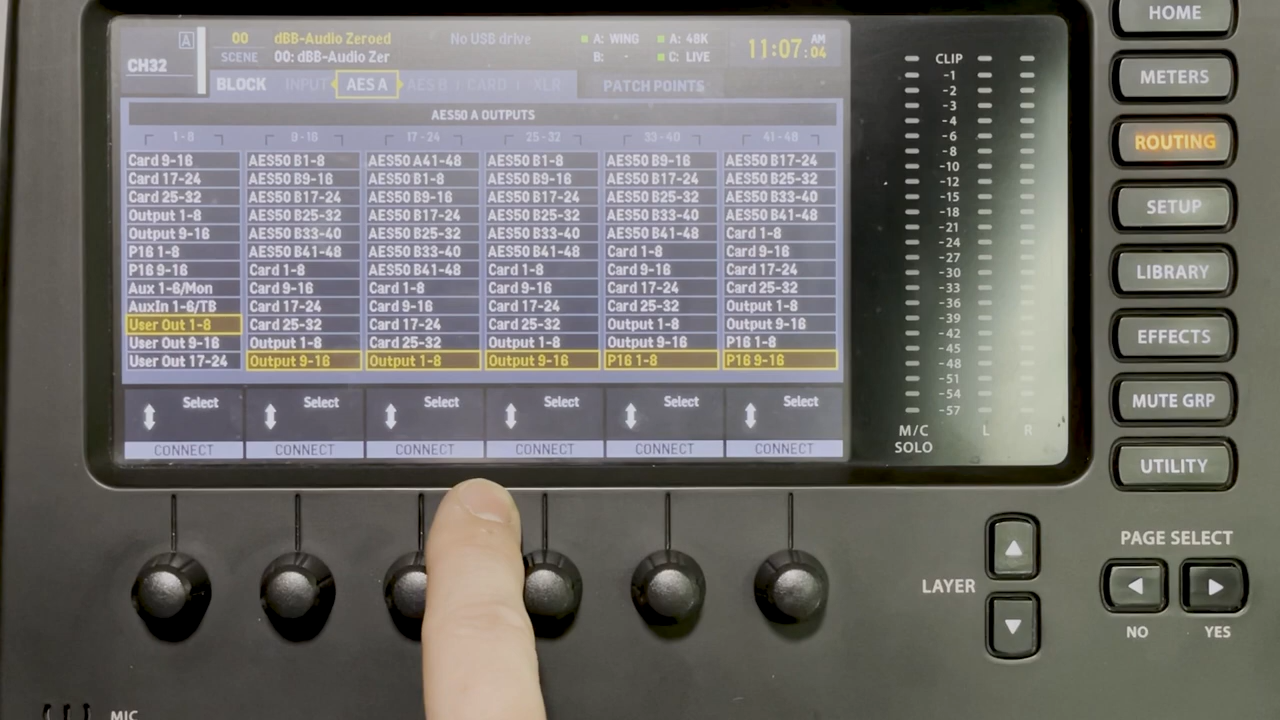 HOME
A
00
dBB-Audio Zeroed
No USB drive
A: WING
A: 48K
11:07:04 AM
CH32
SCENE
00: dBB-Audio Zer
B: -
C: LIVE
BLOCK
INPUT
AES A
AES B / CARD / XLR
PATCH POINTS
AES50 A OUTPUTS
1-8
9-16
17-24
25-32
33-40
41-48
Card 9-16 AES50 B1-8 AES50 A41-48 AES50 B1-8 AES50 B9-16 AES50 B17-24
Card 17-24 AES50 B9-16 AES50 B1-8 AES50 B9-16 AES50 B17-24 AES50 B25-32
Card 25-32 AES50 B17-24 AES50 B9-16 AES50 B17-24 AES50 B25-32 AES50 B33-40
Output 1-8 AES50 B25-32 AES50 B17-24 AES50 B25-32 AES50 B33-40 AES50 B41-48
Output 9-16 AES50 B33-40 AES50 B25-32 AES50 B33-40 AES50 B41-48 Card 1-8
P16 1-8 AES50 B41-48 AES50 B33-40 AES50 B41-48 Card 1-8 Card 9-16
P16 9-16 Card 1-8 AES50 B41-48 Card 1-8 Card 9-16 Card 17-24
Aux 1-6/Mon Card 9-16 Card 1-8 Card 9-16 Card 17-24 Card 25-32
AuxIn 1-6/TB Card 17-24 Card 9-16 Card 17-24 Card 25-32 Output 1-8
User Out 1-8 Card 25-32 Card 17-24 Card 25-32 Output 1-8 Output 9-16
User Out 9-16 Output 1-8 Card 25-32 Output 1-8 Output 9-16 P16 1-8
User Out 17-24 Output 9-16 Output 1-8 Output 9-16 P16 1-8 P16 9-16
Select Select Select Select Select Select
CONNECT CONNECT CONNECT CONNECT CONNECT CONNECT
CLIP
-1
-2
-3
-4
-6
-8
-10
-12
-15
-18
-21
-24
-27
-30
-33
-36
-39
-42
-45
-48
-51
-54
-57
M/C
SOLO
L R
METERS
ROUTING
SETUP
LIBRARY
EFFECTS
MUTE GRP
UTILITY
LAYER
PAGE SELECT
NO YES
MIC